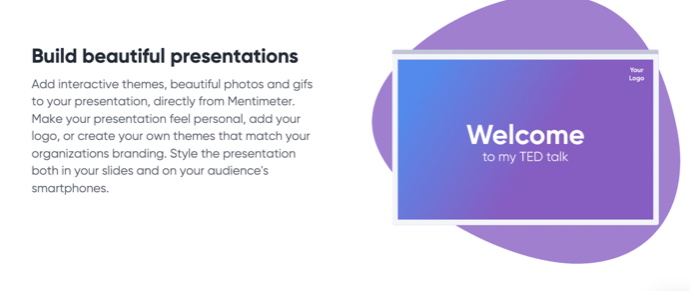 Build beautiful presentations
Add interactive themes, beautiful photos and gifs
to your presentation, directly from Mentimeter.
Make your presentation feel personal, add your
logo, or create your own themes that match your
organizations branding. Style the presentation
both in your slides and on your audience's
smartphones.
Your
Logo
Welcome
to my TED talk